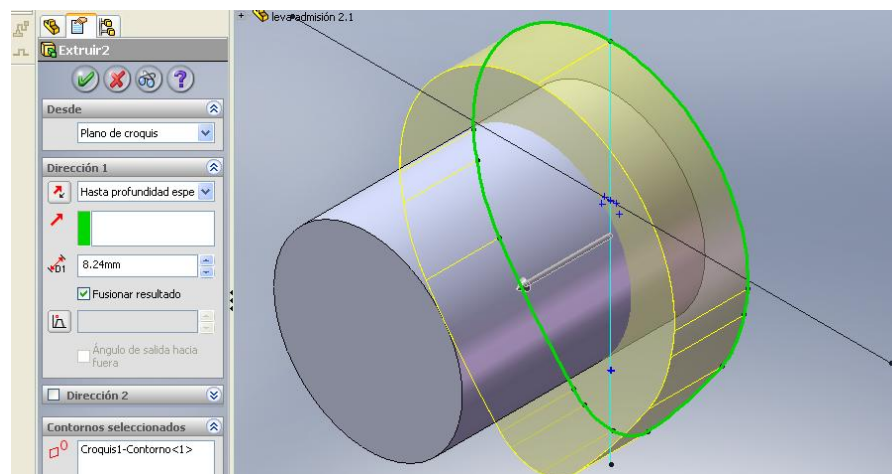 leva admisión 2.1
Extruir2
Desde
Plano de croquis
Dirección 1
Hasta profundidad espe
D1
8.24mm
Fusionar resultado
Ángulo de salida hacia
fuera
Dirección 2
Contornos seleccionados
Croquis1-Contorno<1>